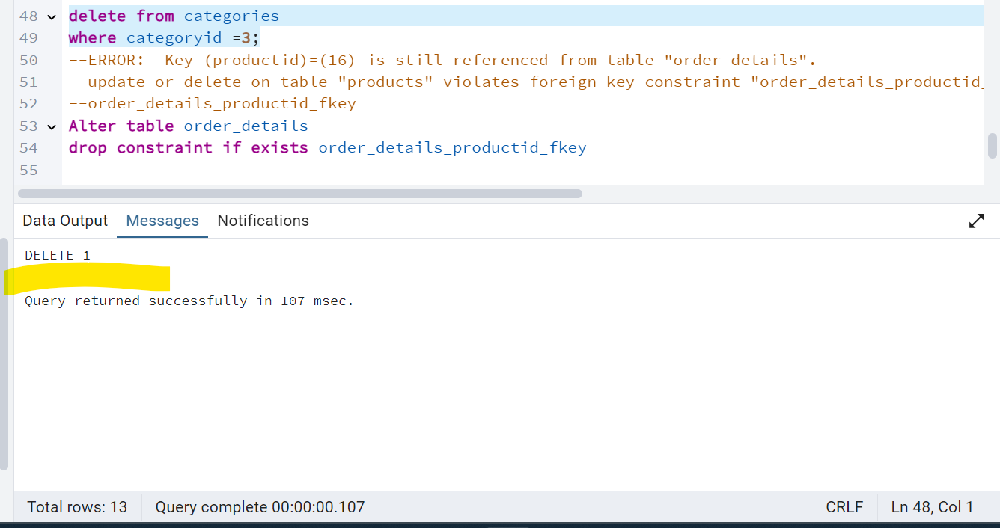 48 delete from categories
49 where categoryid =3;
50 --ERROR:  Key (productid)=(16) is still referenced from table "order_details".
51 --update or delete on table "products" violates foreign key constraint "order_details_productid_
52 --order_details_productid_fkey
53 Alter table order_details
54 drop constraint if exists order_details_productid_fkey
55
Data Output Messages Notifications
DELETE 1
Query returned successfully in 107 msec.
Total rows: 13 Query complete 00:00:00.107 CRLF Ln 48, Col 1